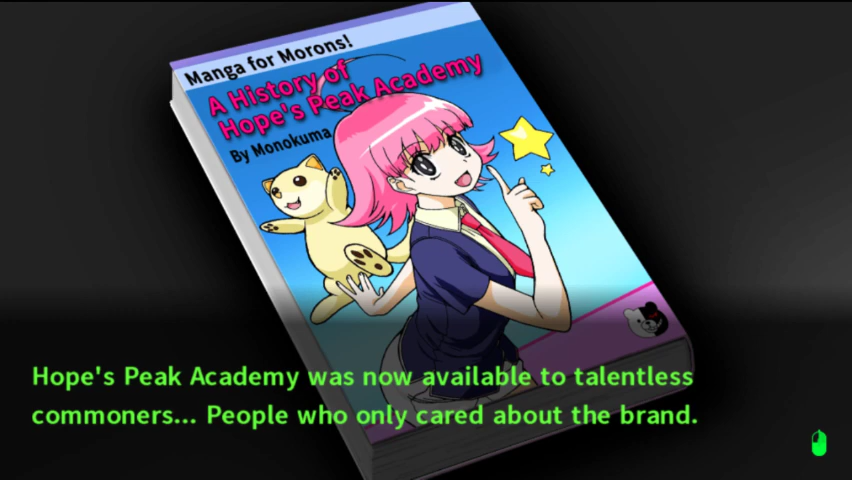 Manga for Morons!
A History of
Hope's Peak Academy
By Monokuma
Hope's Peak Academy was now available to talentless
commoners... People who only cared about the brand.